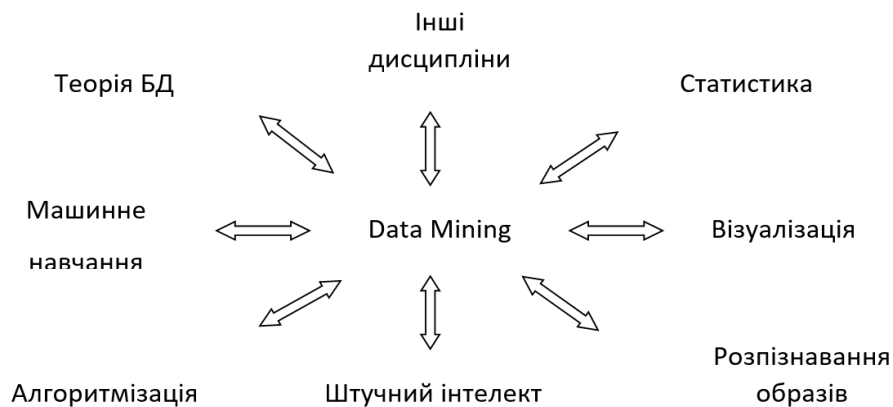 Інші
дисципліни
Теорія БД
Статистика
Машинне
навчання
Data Mining
Візуалізація
Розпізнавання
образів
Алгоритмізація
Штучний інтелект